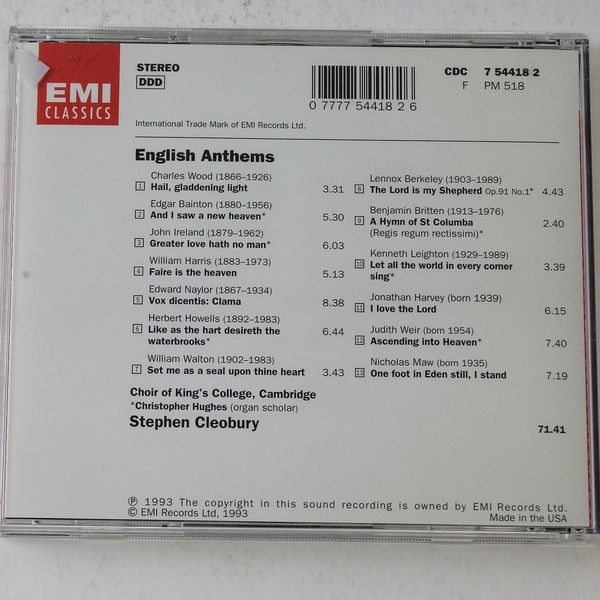 EMI
CLASSICS
STEREO
DDD
0 7777 54418 2 6
CDC 7 54418 2
F PM 518
International Trade Mark of EMI Records Ltd.
English Anthems
Charles Wood (1866–1926)
1 Hail, gladdening light 3.31
Edgar Bainton (1880–1956)
2 And I saw a new heaven* 5.30
John Ireland (1879–1962)
3 Greater love hath no man* 6.03
William Harris (1883–1973)
4 Faire is the heaven 5.13
Edward Naylor (1867–1934)
5 Vox dicentis: Clama 8.38
Herbert Howells (1892–1983)
6 Like as the hart desireth the
waterbrooks* 6.44
William Walton (1902–1983)
7 Set me as a seal upon thine heart 3.43
Lennox Berkeley (1903–1989)
8 The Lord is my Shepherd Op.91 No.1* 4.43
Benjamin Britten (1913–1976)
9 A Hymn of St Columba 2.40
(Regis regum rectissimi)*
Kenneth Leighton (1929–1989)
10 Let all the world in every corner 3.39
sing*
Jonathan Harvey (born 1939)
11 I love the Lord 6.15
Judith Weir (born 1954)
12 Ascending into Heaven* 7.40
Nicholas Maw (born 1935)
13 One foot in Eden still, I stand 7.19
Choir of King's College, Cambridge
*Christopher Hughes (organ scholar)
Stephen Cleobury
71.41
℗ 1993 The copyright in this sound recording is owned by EMI Records Ltd.
© EMI Records Ltd, 1993
Made in the USA